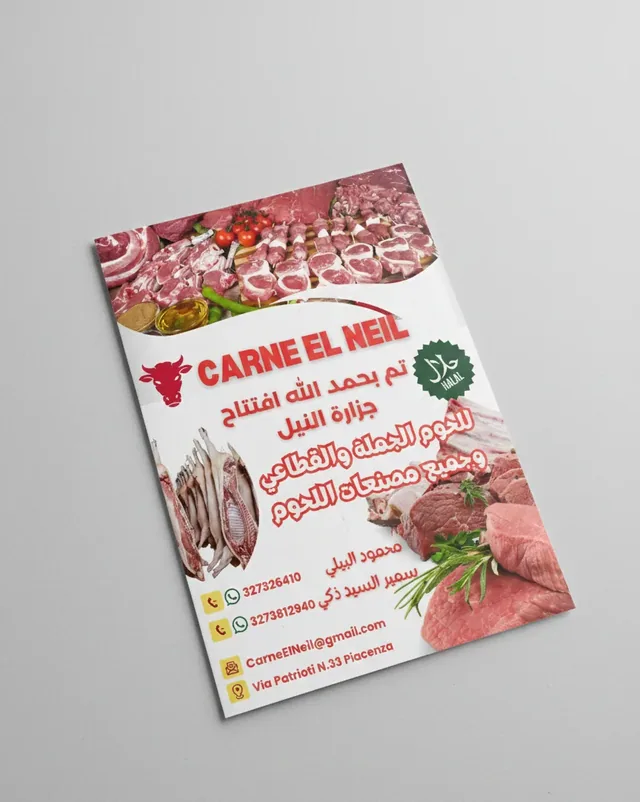 CARNE EL NEIL
تم بحمد الله افتتاح
جزارة النيل
حلال
HALAL
للحوم الجملة والقطاعي
وجميع مصنعات اللحوم
محمود البيلي
327326410
سمير السيد ذكي
3273812940
CarneElNeil@gmail.com
Via Patrioti N.33 Piacenza